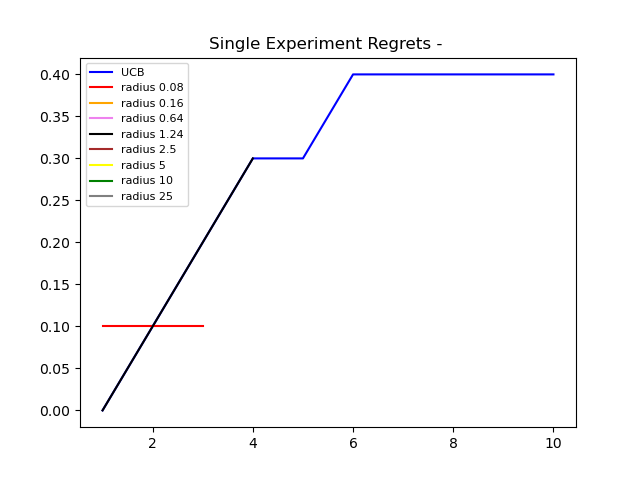 Single Experiment Regrets -
0.40
0.35
0.30
0.25
0.20
0.15
0.10
0.05
0.00
UCB
radius 0.08
radius 0.16
radius 0.64
radius 1.24
radius 2.5
radius 5
radius 10
radius 25
2 4 6 8 10